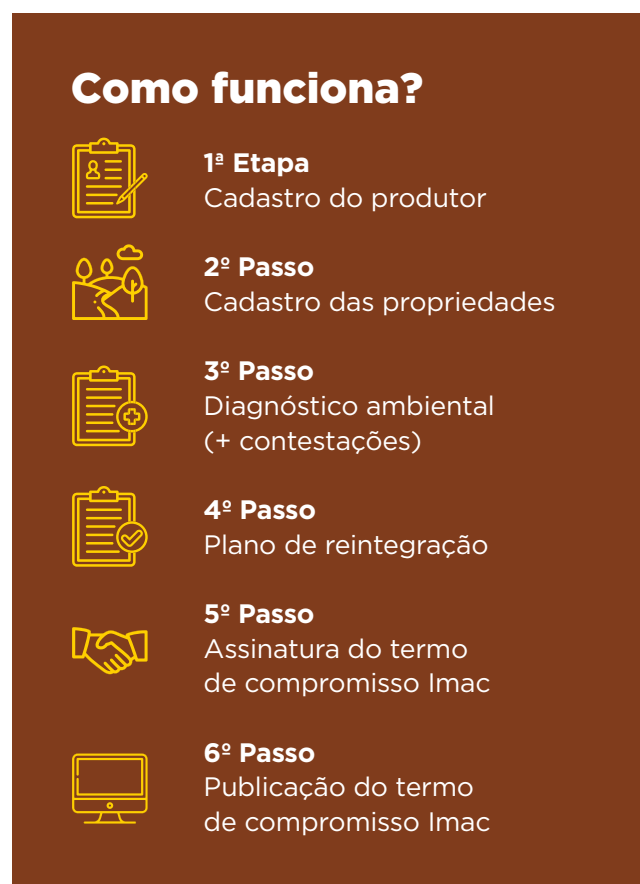 Como funciona?
1ª Etapa
Cadastro do produtor
2º Passo
Cadastro das propriedades
3º Passo
Diagnóstico ambiental
(+ contestações)
4º Passo
Plano de reintegração
5º Passo
Assinatura do termo
de compromisso Imac
6º Passo
Publicação do termo
de compromisso Imac